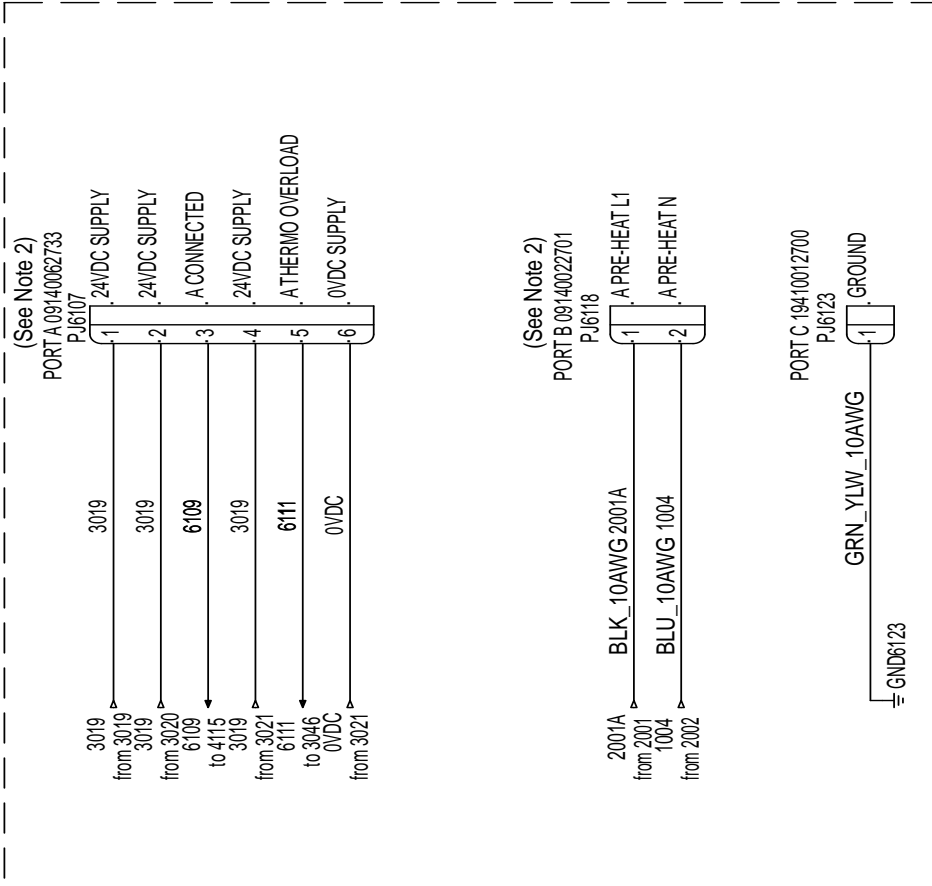 (See Note 2)
PORT A 09140062733
PJ6107
1
24VDC SUPPLY
2
24VDC SUPPLY
3
A CONNECTED
4
24VDC SUPPLY
5
A THERMO OVERLOAD
6
0VDC SUPPLY
3019
3019
6109
3019
6111
0VDC
3019
from 3019
3019
from 3020
6109
to 4115
3019
from 3021
6111
to 3046
0VDC
from 3021
(See Note 2)
PORT B 09140022701
PJ6118
1
A PRE-HEAT L1
2
A PRE-HEAT N
BLK_10AWG 2001A
BLU_10AWG 1004
2001A
from 2001
1004
from 2002
PORT C 19410012700
PJ6123
1
GROUND
GRN_YLW_10AWG
GND6123